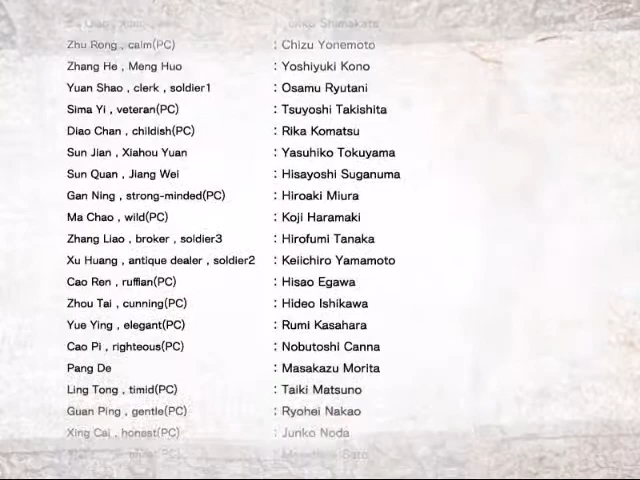 Junko Shimakata
Zhu Rong , calm(PC) : Chizu Yonemoto
Zhang He , Meng Huo : Yoshiyuki Kono
Yuan Shao , clerk , soldier1 : Osamu Ryutani
Sima Yi , veteran(PC) : Tsuyoshi Takishita
Diao Chan , childish(PC) : Rika Komatsu
Sun Jian , Xiahou Yuan : Yasuhiko Tokuyama
Sun Quan , Jiang Wei : Hisayoshi Suganuma
Gan Ning , strong-minded(PC) : Hiroaki Miura
Ma Chao , wild(PC) : Koji Haramaki
Zhang Liao , broker , soldier3 : Hirofumi Tanaka
Xu Huang , antique dealer , soldier2 : Keiichiro Yamamoto
Cao Ren , ruffian(PC) : Hisao Egawa
Zhou Tai , cunning(PC) : Hideo Ishikawa
Yue Ying , elegant(PC) : Rumi Kasahara
Cao Pi , righteous(PC) : Nobutoshi Canna
Pang De : Masakazu Morita
Ling Tong , timid(PC) : Taiki Matsuno
Guan Ping , gentle(PC) : Ryohei Nakao
Xing Cai , honest(PC) : Junko Noda
Sato